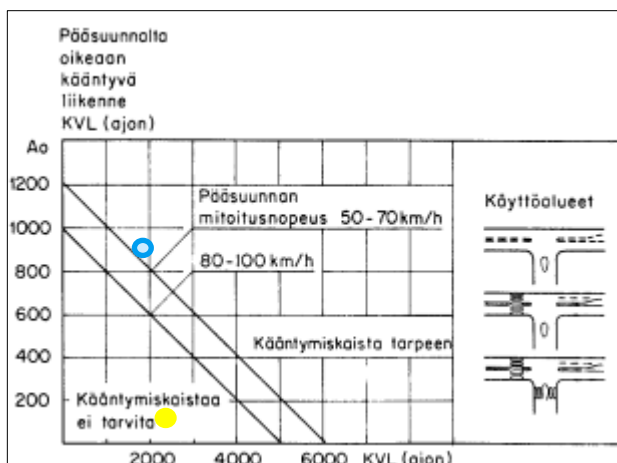 Pääsuunnalta
oikeaan
kääntyvä
liikenne
KVL (ajon)
Ao
1200
1000
800
600
400
200
Pääsuunnan
mitoitusnopeus 50-70km/h
80-100 km/h
Kääntymiskaista tarpeen
Kääntymiskaistaa
ei tarvita
2000 4000 6000 KVL (ajon)
Käyttöalueet